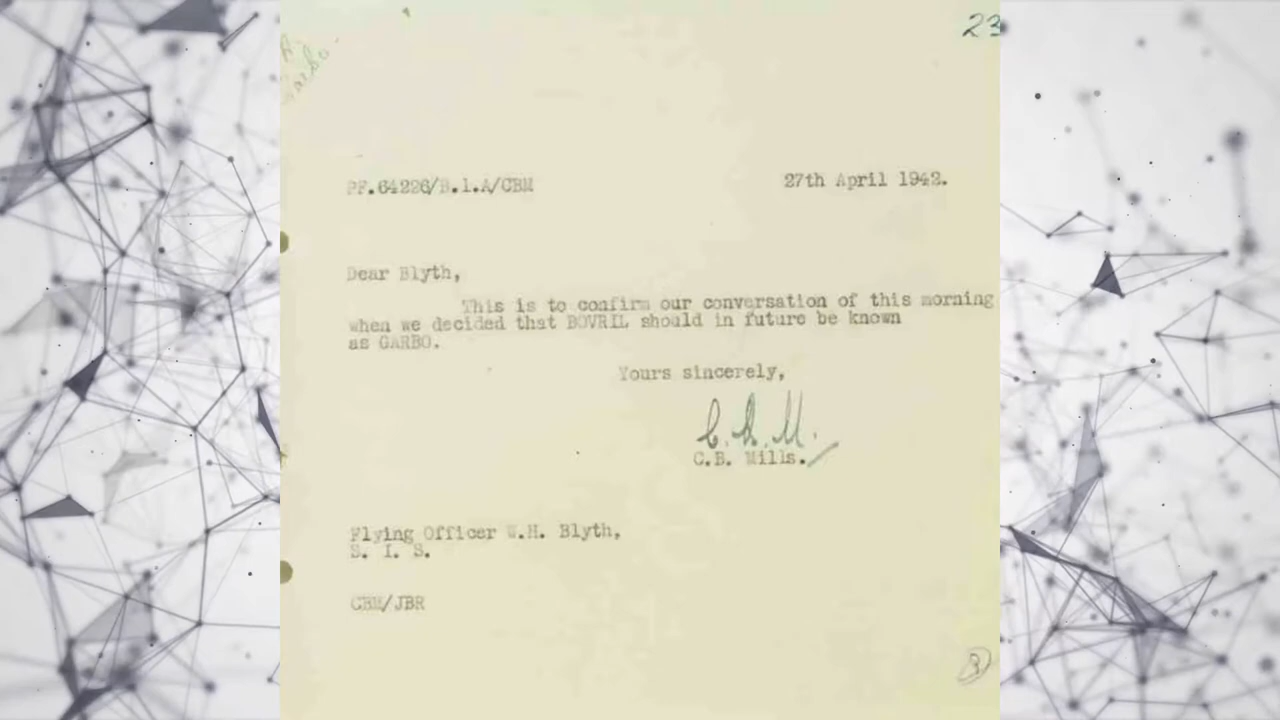 23
Garbo.
PF.64226/B.1.A/CBM
27th April 1942.
Dear Blyth,
This is to confirm our conversation of this morning
when we decided that BOVRIL should in future be known
as GARBO.
Yours sincerely,
C.B.M.
C.B. Mills.
Flying Officer W.H. Blyth,
S. I. S.
CBM/JBR
3